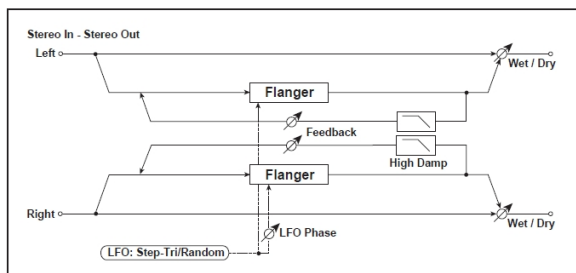 Stereo In - Stereo Out
Left
Wet / Dry
Flanger
Feedback
High Damp
Flanger
Right
Wet / Dry
LFO Phase
LFO: Step-Tri/Random